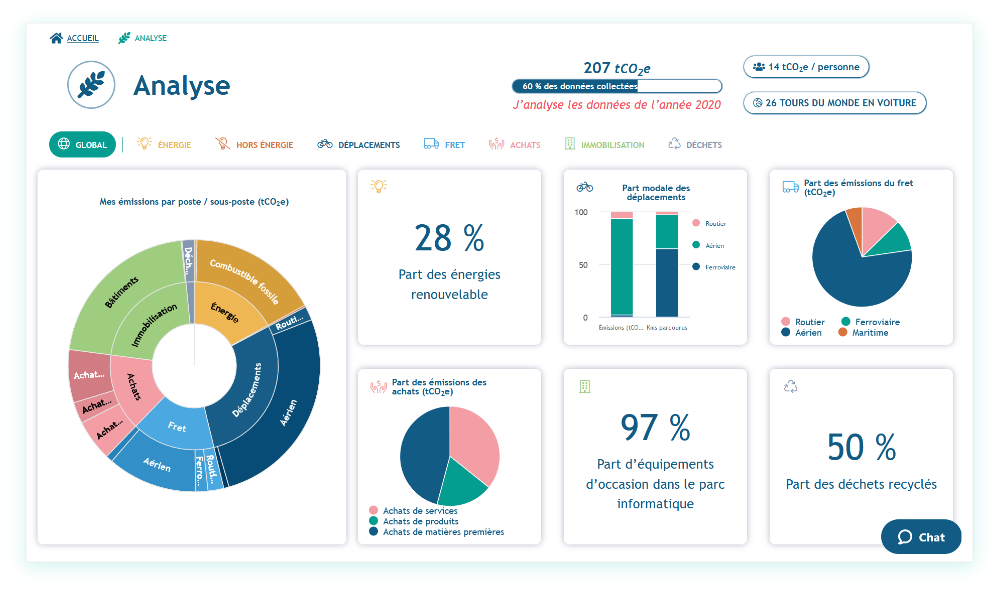 ACCUEIL
ANALYSE
Analyse
207 tCO₂e
60 % des données collectées
J'analyse les données de l'année 2020
14 tCO₂e / personne
26 TOURS DU MONDE EN VOITURE
GLOBAL
ÉNERGIE
HORS ÉNERGIE
DÉPLACEMENTS
FRET
ACHATS
IMMOBILISATION
DÉCHETS
Mes émissions par poste / sous-poste (tCO₂e)
Déch...
Combustible fossile
Bâtiments
Immobilisation
Énergie
Routi...
Achat...
Achats
Déplacements
Aérien
Achat...
Achat...
Fret
Aérien
Ferro...
Routi...
28 %
Part des énergies
renouvelable
Part modale des
déplacements
100
50
0
Émissions (tCO...
Kms parcourus
Routier
Aérien
Ferroviaire
Part des émissions du fret
(tCO₂e)
Routier
Ferroviaire
Aérien
Maritime
Part des émissions des
achats (tCO₂e)
Achats de services
Achats de produits
Achats de matières premières
97 %
Part d'équipements
d'occasion dans le parc
informatique
50 %
Part des déchets recyclés
Chat